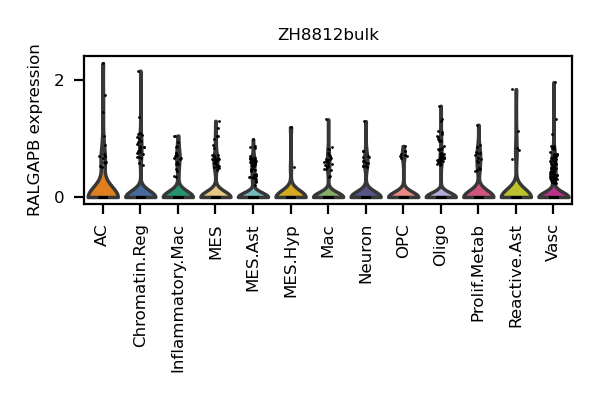 ZH8812bulk
RALGAPB expression
2
0
AC
Chromatin.Reg
Inflammatory.Mac
MES
MES.Ast
MES.Hyp
Mac
Neuron
OPC
Oligo
Prolif.Metab
Reactive.Ast
Vasc